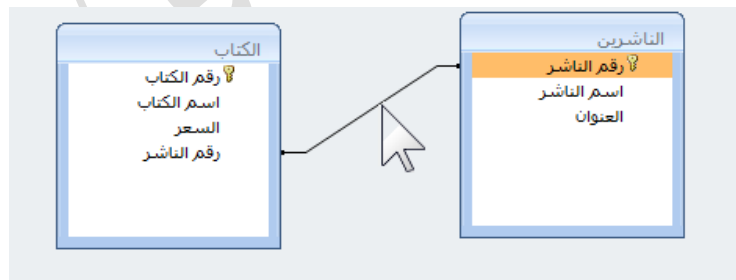 الناشرين
رقم الناشر
اسم الناشر
العنوان
الكتاب
رقم الكتاب
اسم الكتاب
السعر
رقم الناشر